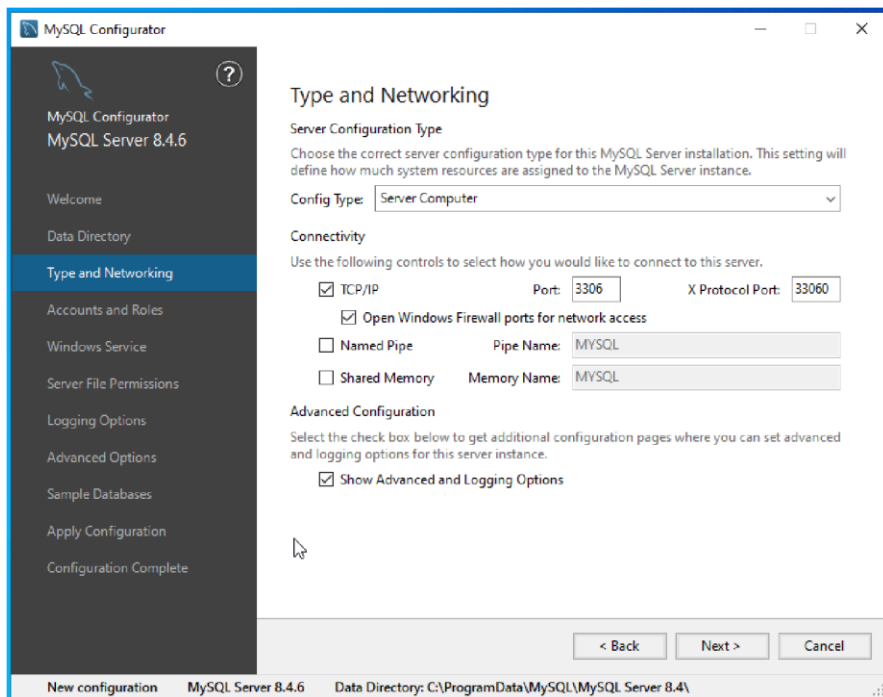 MySQL Configurator
?
MySQL Configurator
MySQL Server 8.4.6
Welcome
Data Directory
Type and Networking
Accounts and Roles
Windows Service
Server File Permissions
Logging Options
Advanced Options
Sample Databases
Apply Configuration
Configuration Complete
Type and Networking
Server Configuration Type
Choose the correct server configuration type for this MySQL Server installation. This setting will
define how much system resources are assigned to the MySQL Server instance.
Config Type: Server Computer
Connectivity
Use the following controls to select how you would like to connect to this server.
TCP/IP Port: 3306 X Protocol Port: 33060
Open Windows Firewall ports for network access
Named Pipe Pipe Name: MYSQL
Shared Memory Memory Name: MYSQL
Advanced Configuration
Select the check box below to get additional configuration pages where you can set advanced
and logging options for this server instance.
Show Advanced and Logging Options
< Back Next > Cancel
New configuration MySQL Server 8.4.6 Data Directory: C:\ProgramData\MySQL\MySQL Server 8.4\